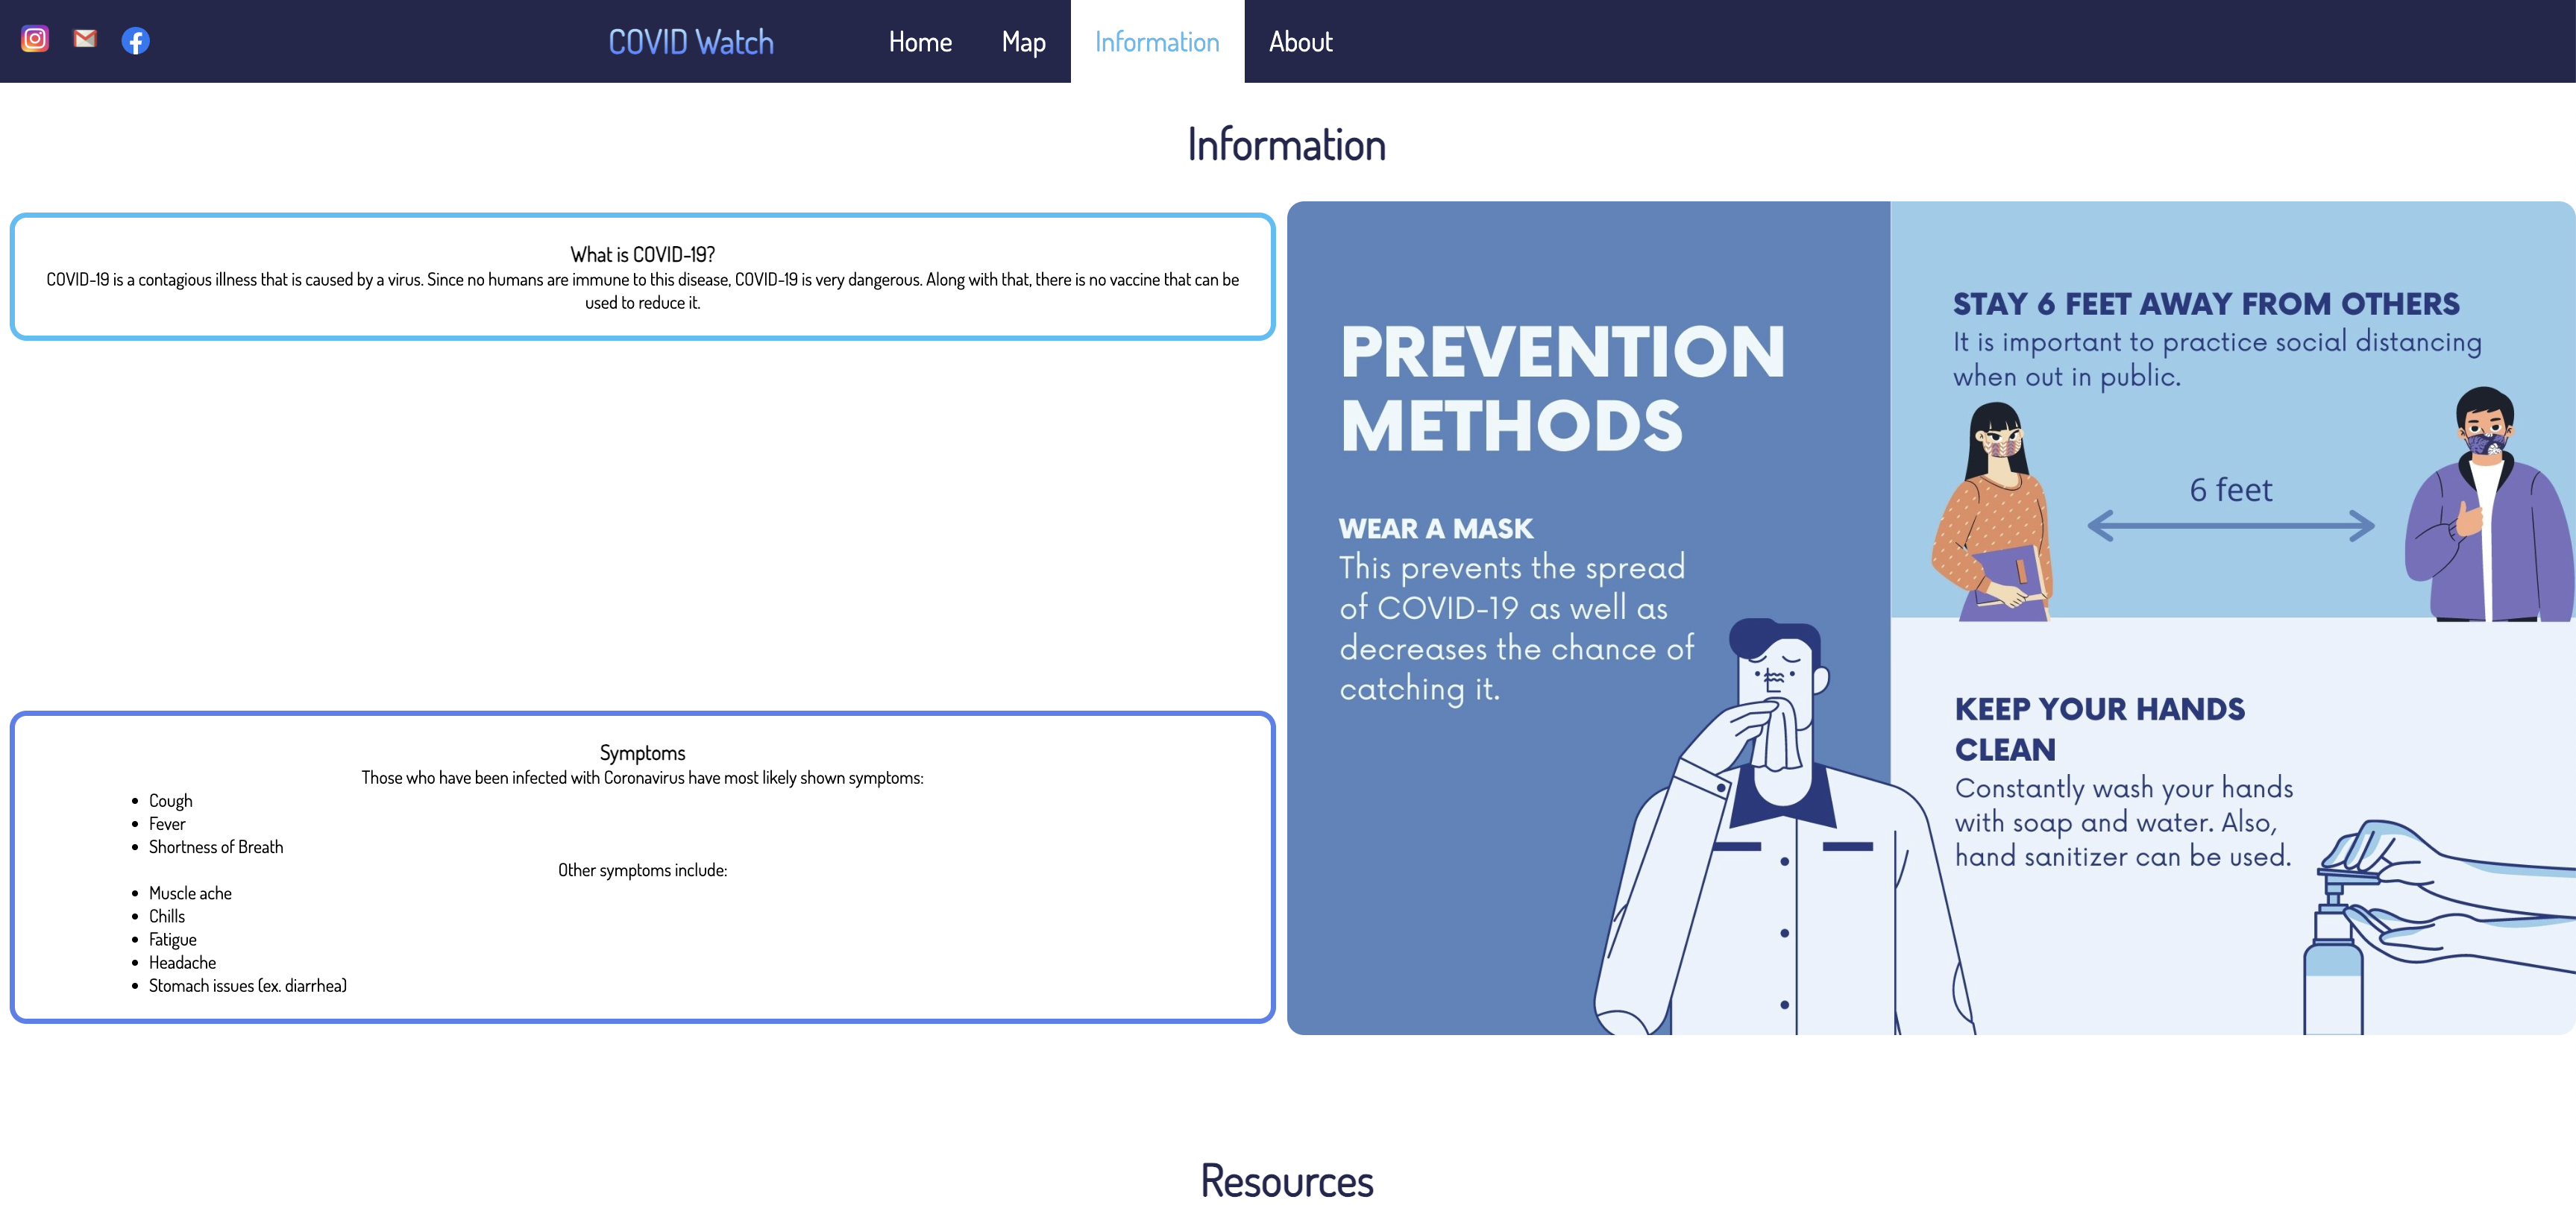 COVID Watch
Home
Map
Information
About
Information
What is COVID-19?
COVID-19 is a contagious illness that is caused by a virus. Since no humans are immune to this disease, COVID-19 is very dangerous. Along with that, there is no vaccine that can be
used to reduce it.
Symptoms
Those who have been infected with Coronavirus have most likely shown symptoms:
• Cough
• Fever
• Shortness of Breath
Other symptoms include:
• Muscle ache
• Chills
• Fatigue
• Headache
• Stomach issues (ex. diarrhea)
PREVENTION
METHODS
WEAR A MASK
This prevents the spread
of COVID-19 as well as
decreases the chance of
catching it.
STAY 6 FEET AWAY FROM OTHERS
It is important to practice social distancing
when out in public.
6 feet
KEEP YOUR HANDS
CLEAN
Constantly wash your hands
with soap and water. Also,
hand sanitizer can be used.
Resources